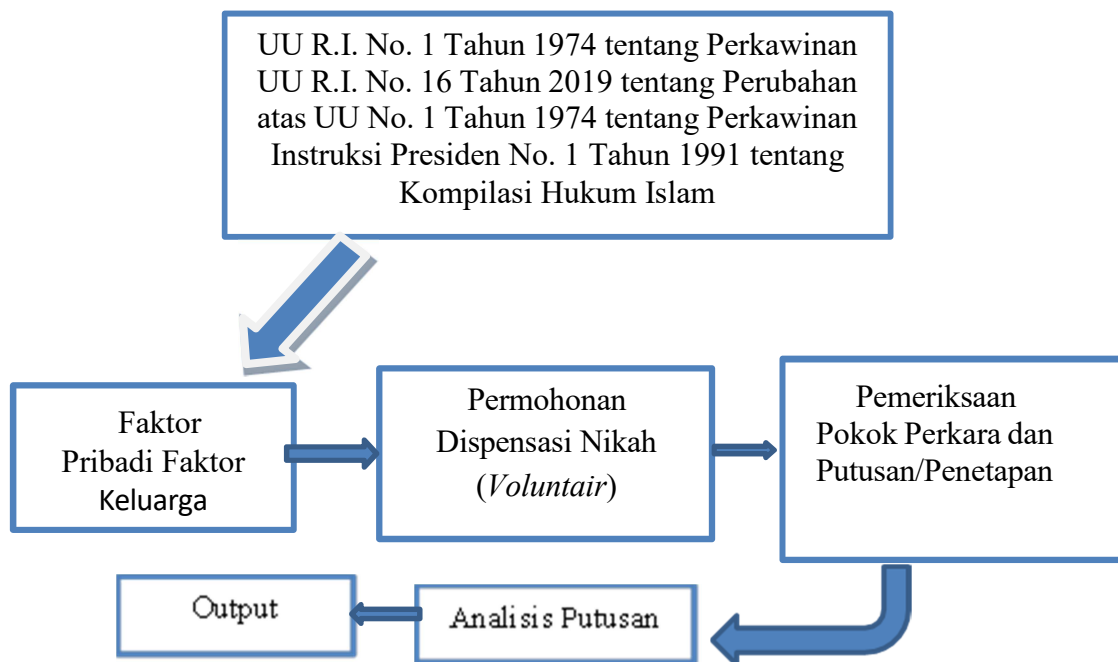 UU R.I. No. 1 Tahun 1974 tentang Perkawinan
UU R.I. No. 16 Tahun 2019 tentang Perubahan
atas UU No. 1 Tahun 1974 tentang Perkawinan
Instruksi Presiden No. 1 Tahun 1991 tentang
Kompilasi Hukum Islam
Faktor
Pribadi Faktor
Keluarga
Permohonan
Dispensasi Nikah
(Voluntair)
Pemeriksaan
Pokok Perkara dan
Putusan/Penetapan
Analisis Putusan
Output